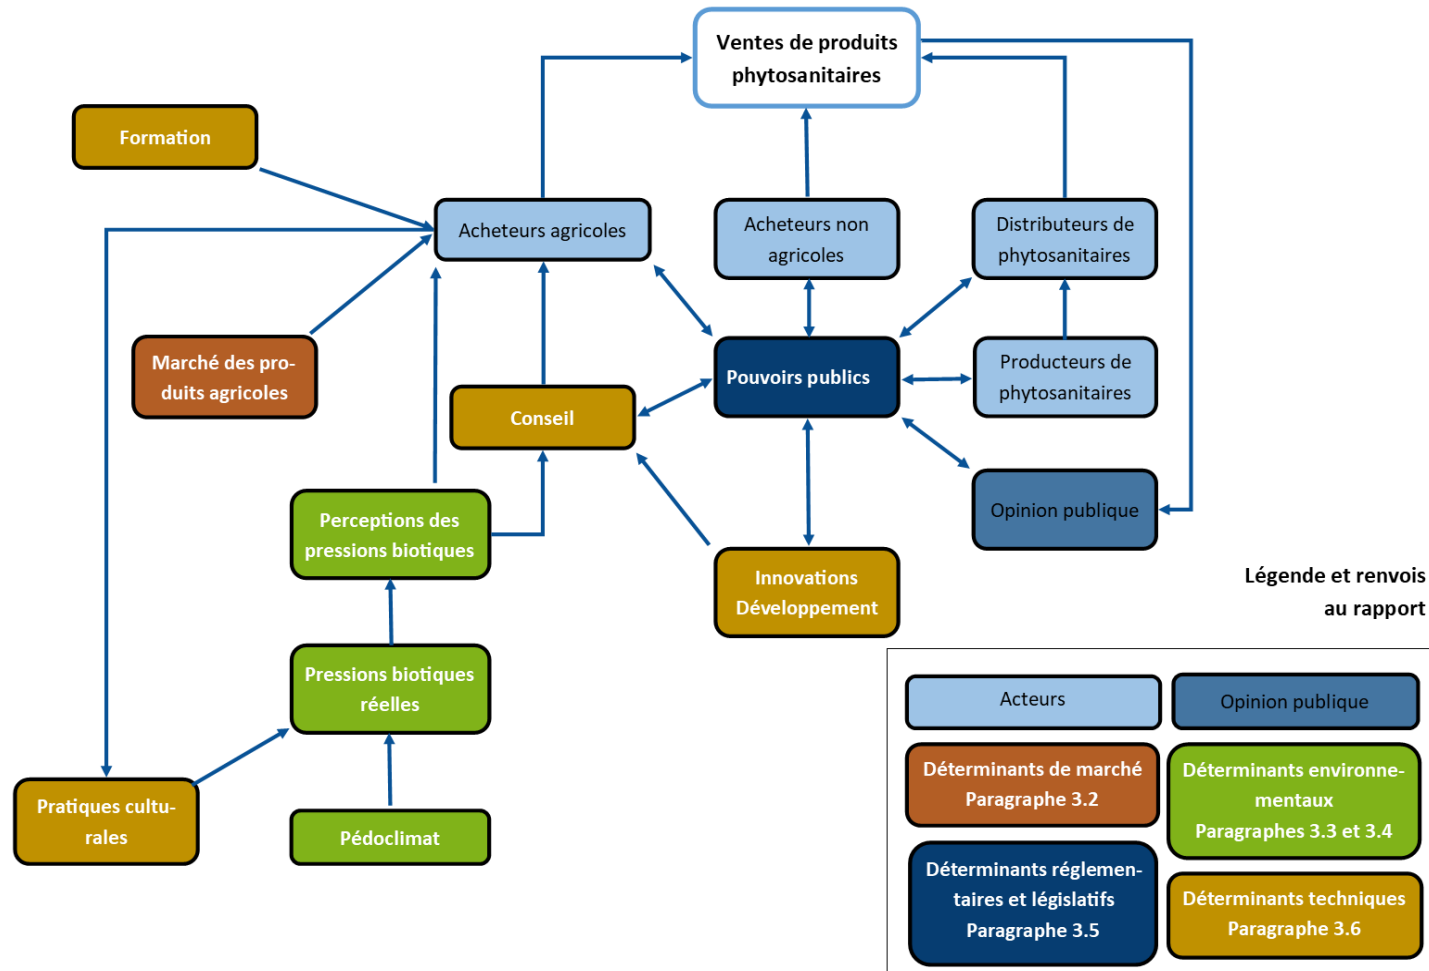 Ventes de produits
phytosanitaires
Formation
Acheteurs agricoles
Acheteurs non
agricoles
Distributeurs de
phytosanitaires
Marché des pro-
duits agricoles
Pouvoirs publics
Producteurs de
phytosanitaires
Conseil
Perceptions des
pressions biotiques
Opinion publique
Innovations
Développement
Légende et renvois
au rapport
Pressions biotiques
réelles
Pratiques cultu-
rales
Pédoclimat
Acteurs
Opinion publique
Déterminants de marché
Paragraphe 3.2
Déterminants environne-
mentaux
Paragraphes 3.3 et 3.4
Déterminants réglemen-
taires et législatifs
Paragraphe 3.5
Déterminants techniques
Paragraphe 3.6